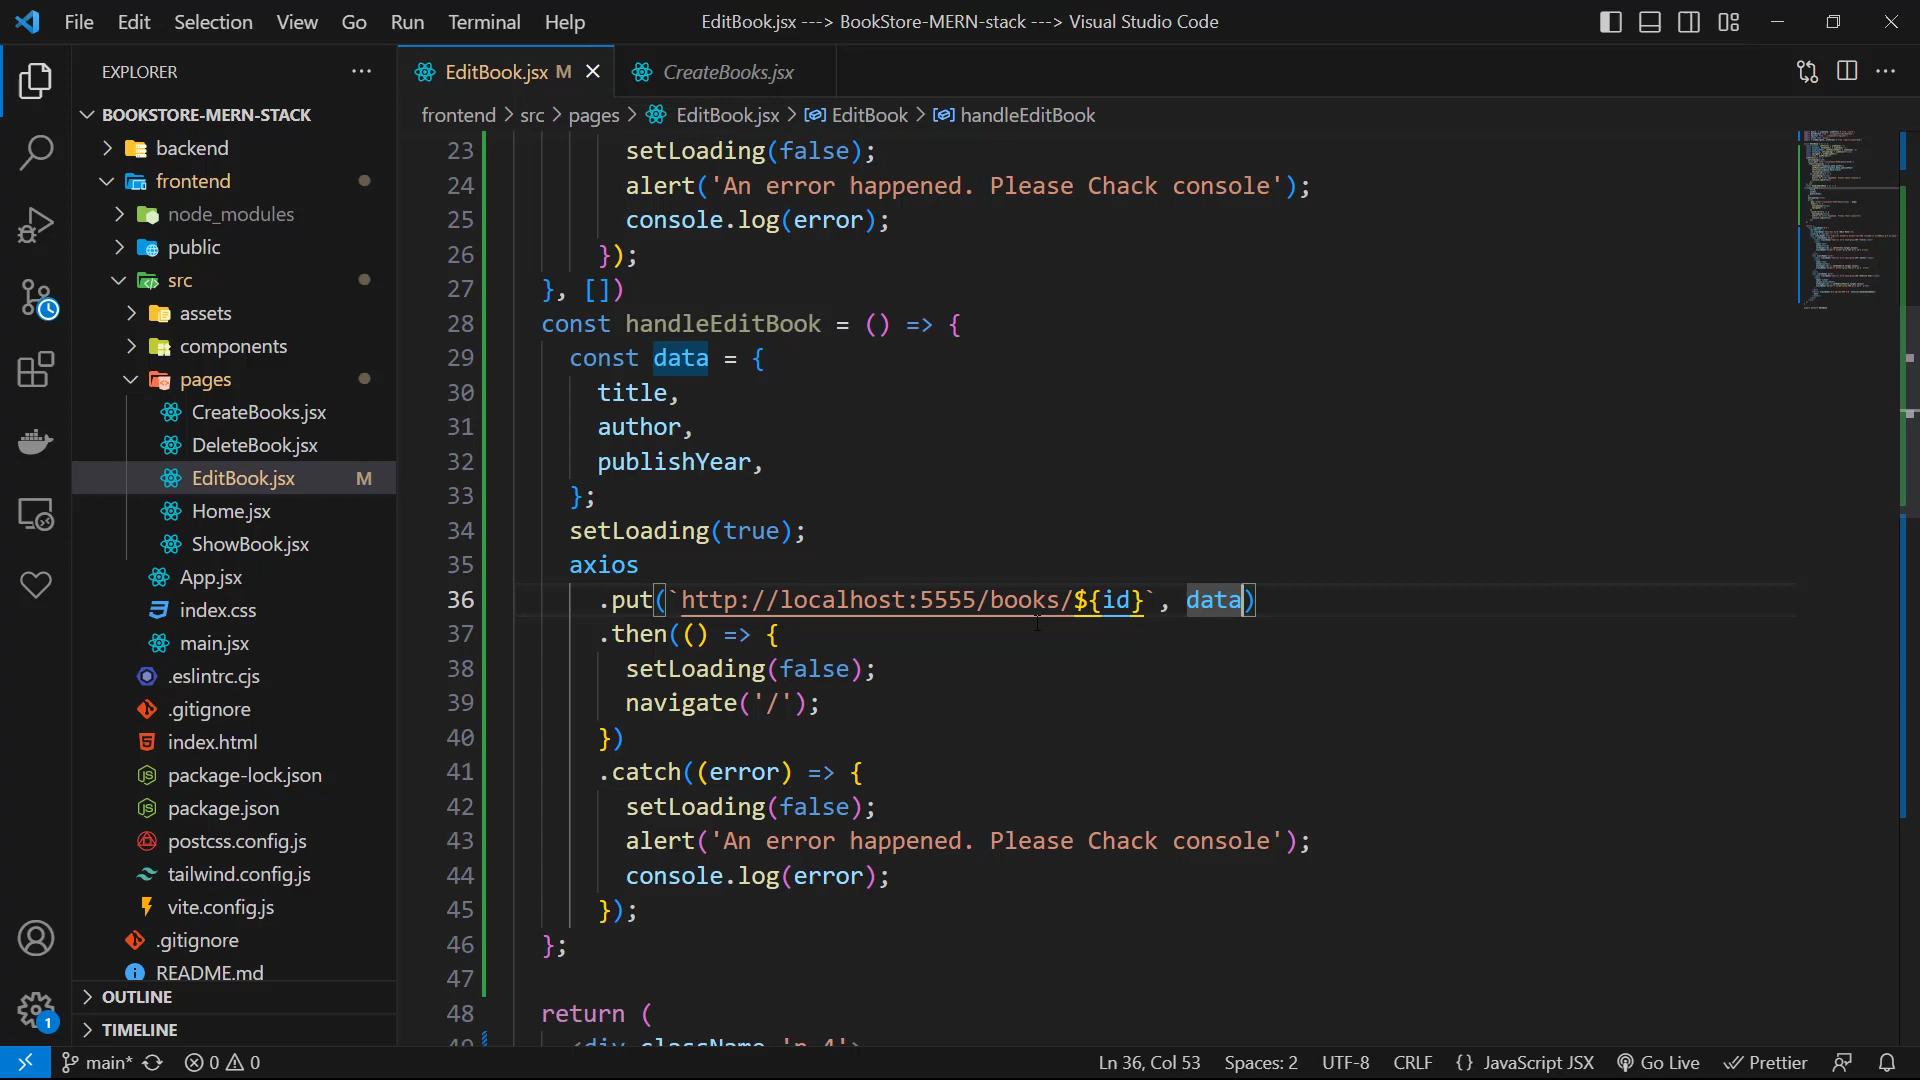 File Edit Selection View Go Run Terminal Help
EditBook.jsx ---> BookStore-MERN-stack ---> Visual Studio Code
EXPLORER
BOOKSTORE-MERN-STACK
backend
frontend
node_modules
public
src
assets
components
pages
CreateBooks.jsx
DeleteBook.jsx
EditBook.jsx M
Home.jsx
ShowBook.jsx
App.jsx
index.css
main.jsx
.eslintrc.cjs
.gitignore
index.html
package-lock.json
package.json
postcss.config.js
tailwind.config.js
vite.config.js
.gitignore
README.md
OUTLINE
TIMELINE
1
EditBook.jsx M
CreateBooks.jsx
frontend > src > pages > EditBook.jsx > EditBook > handleEditBook
23 setLoading(false);
24 alert('An error happened. Please Chack console');
25 console.log(error);
26 });
27 }, [])
28 const handleEditBook = () => {
29 const data = {
30 title,
31 author,
32 publishYear,
33 };
34 setLoading(true);
35 axios
36 .put(`http://localhost:5555/books/${id}`, data)
37 .then(() => {
38 setLoading(false);
39 navigate('/');
40 })
41 .catch((error) => {
42 setLoading(false);
43 alert('An error happened. Please Chack console');
44 console.log(error);
45 });
46 };
47
48 return (
main* 0 0 Ln 36, Col 53 Spaces: 2 UTF-8 CRLF {} JavaScript JSX Go Live Prettier